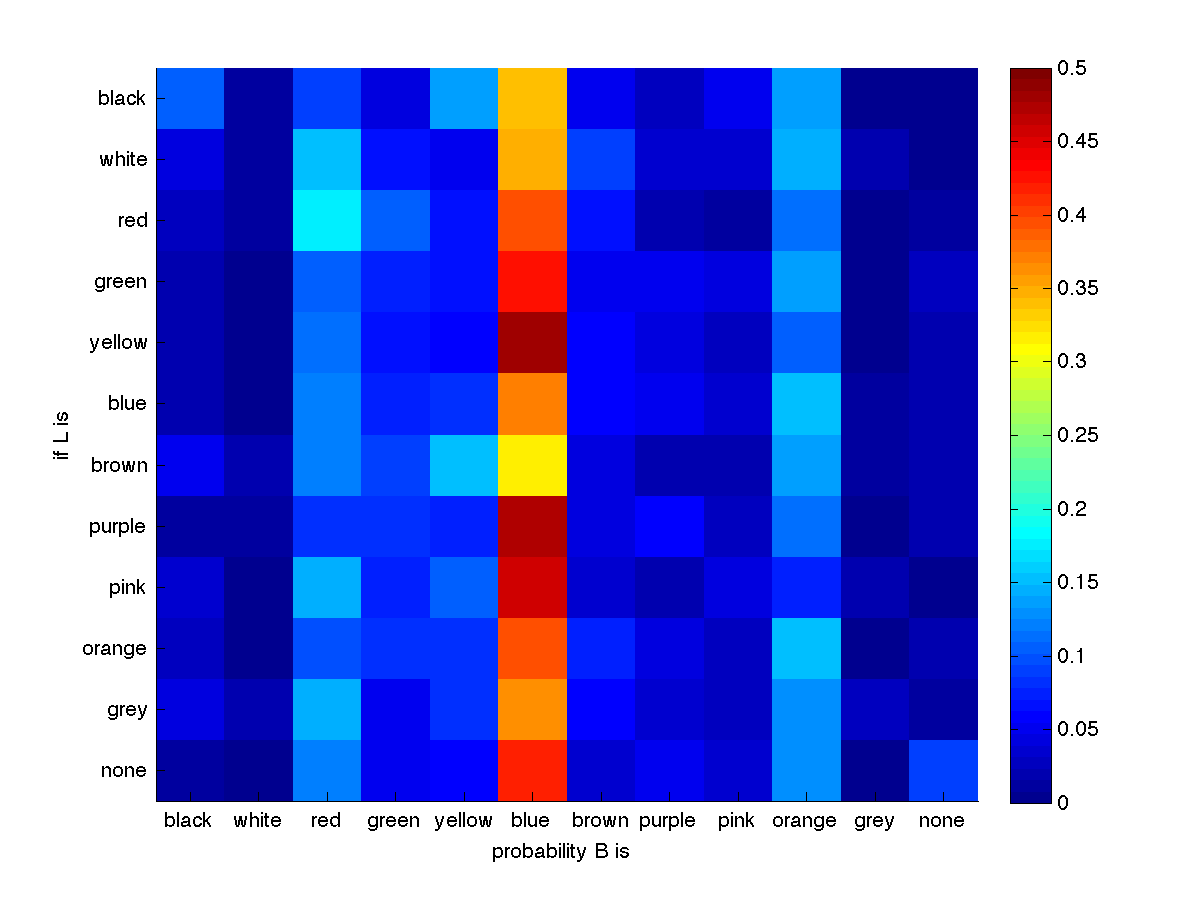 black
white
red
green
yellow
blue
brown
purple
pink
orange
grey
none
if L is
black white red green yellow blue brown purple pink orange grey none
probability B is
0.5
0.45
0.4
0.35
0.3
0.25
0.2
0.15
0.1
0.05
0